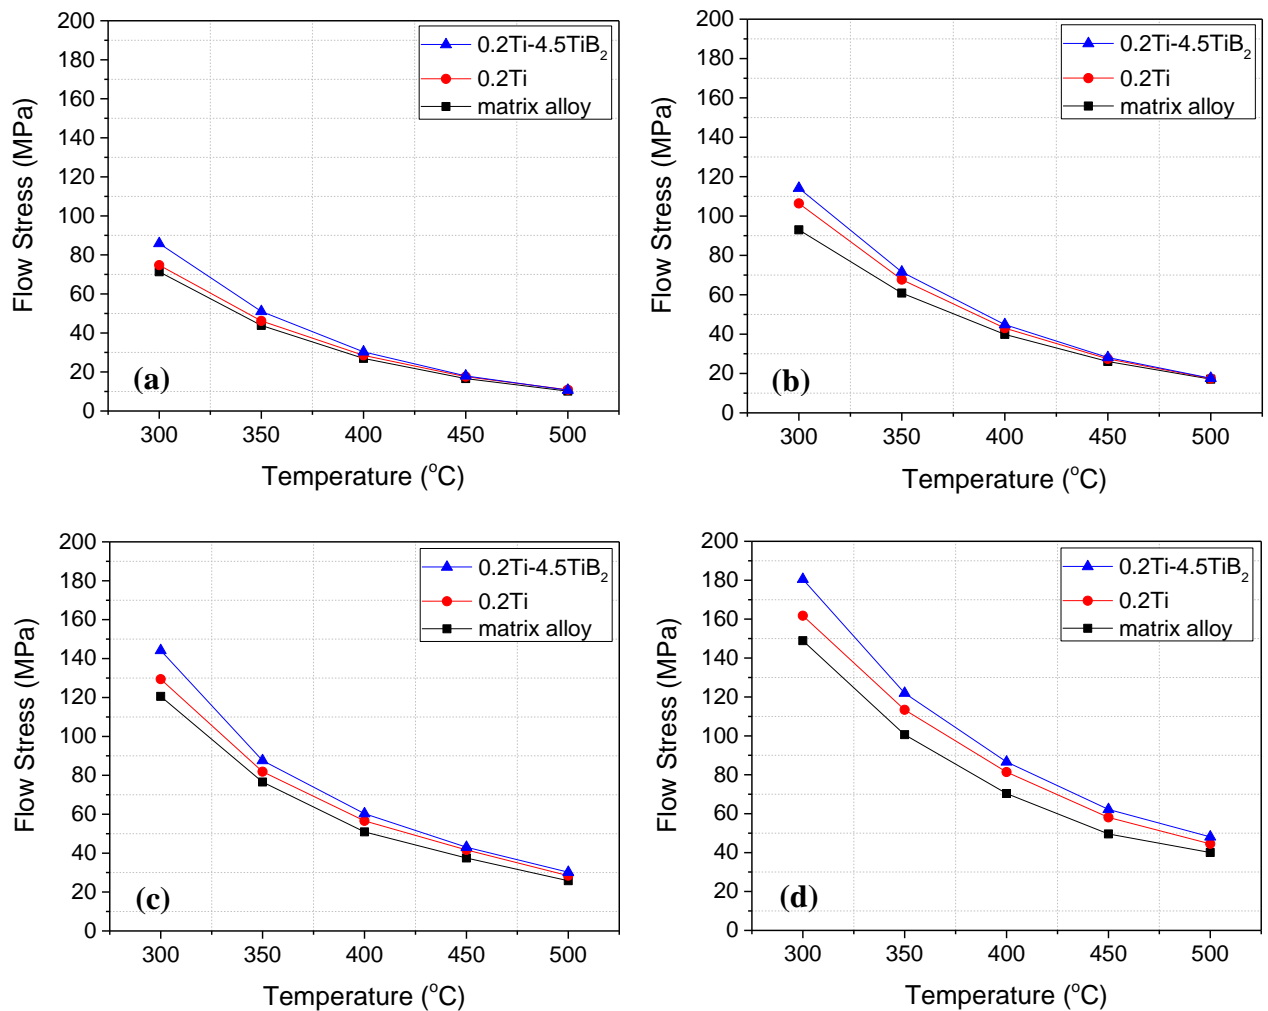 200
180
160
140
120
100
80
60
40
20
0
Flow Stress (MPa)
0.2Ti-4.5TiB₂
0.2Ti
matrix alloy
(a)
300 350 400 450 500
Temperature (°C)
200
180
160
140
120
100
80
60
40
20
0
Flow Stress (MPa)
0.2Ti-4.5TiB₂
0.2Ti
matrix alloy
(b)
300 350 400 450 500
Temperature (°C)
200
180
160
140
120
100
80
60
40
20
0
Flow Stress (MPa)
0.2Ti-4.5TiB₂
0.2Ti
matrix alloy
(c)
300 350 400 450 500
Temperature (°C)
200
180
160
140
120
100
80
60
40
20
0
Flow Stress (MPa)
0.2Ti-4.5TiB₂
0.2Ti
matrix alloy
(d)
300 350 400 450 500
Temperature (°C)